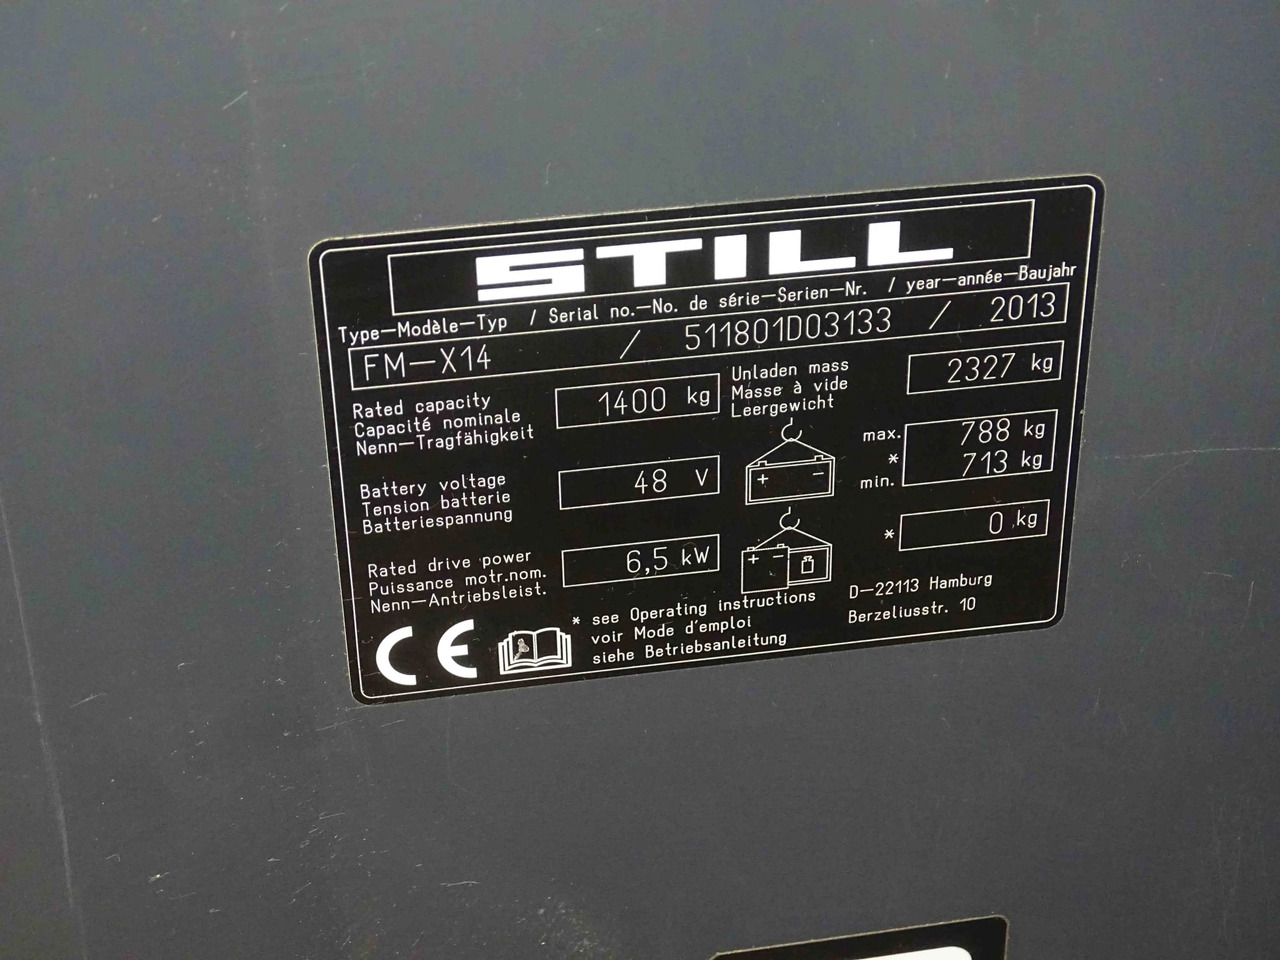 STILL
Type-Modèle-Typ / Serial no.-No. de série-Serien-Nr. / year-année-Baujahr
FM-X14 / 511801D03133 / 2013
Rated capacity
Capacité nominale
Nenn-Tragfähigkeit
1400 kg
Unladen mass
Masse à vide
Leergewicht
2327 kg
Battery voltage
Tension batterie
Batteriespannung
48 V
+ -
max. 788 kg
*
min. 713 kg
Rated drive power
Puissance motr.nom.
Nenn-Antriebsleist.
6,5 kW
+ -
* 0 kg
CE
* see Operating instructions
voir Mode d'emploi
siehe Betriebsanleitung
D-22113 Hamburg
Berzeliusstr. 10